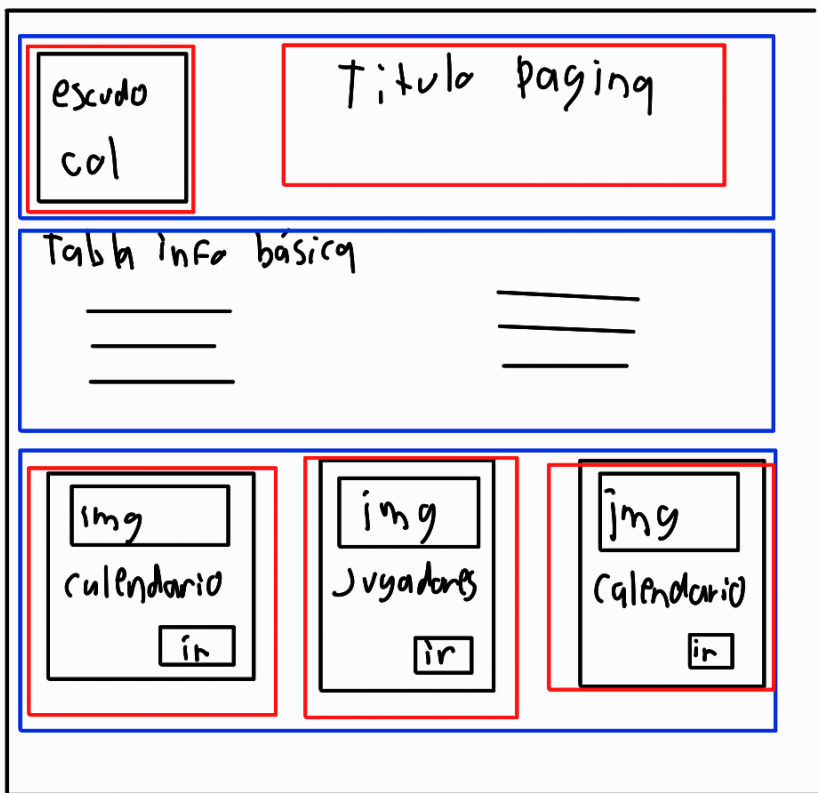 escudo
col
Titulo pagina
Tabla info básica
img
calendario
ir
img
Jugadores
ir
img
calendario
ir